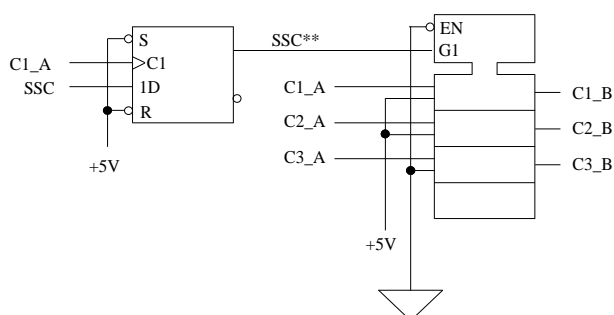 S
C1_A
C1
SSC
1D
R
+5V
SSC**
EN
G1
C1_A
C2_A
C3_A
C1_B
C2_B
C3_B
+5V